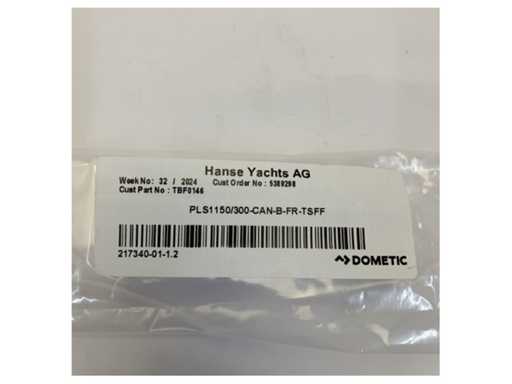 Hanse Yachts AG
Week No: 32 / 2024 Cust Order No : 5389298
Cust Part No : TBF0146
PLS1150/300-CAN-B-FR-TSFF
217340-01-1.2
DOMETIC